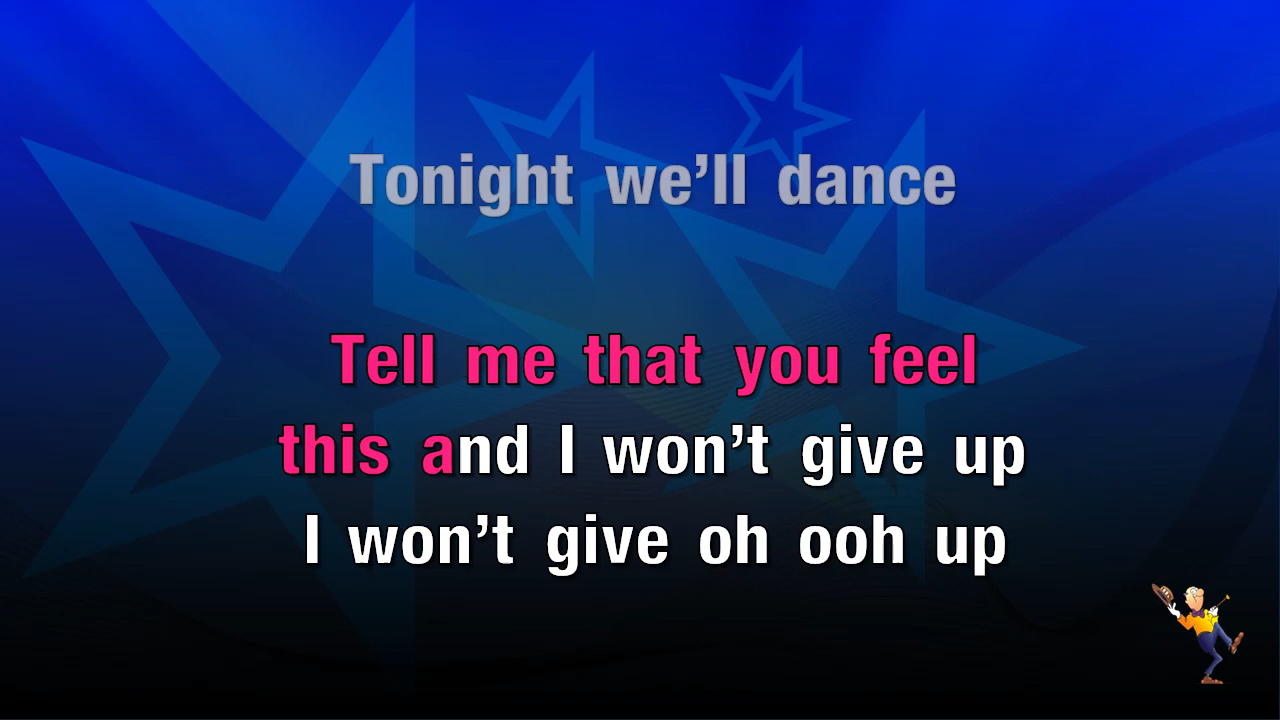 Tonight we’ll dance
Tell me that you feel
this and I won’t give up
I won’t give oh ooh up